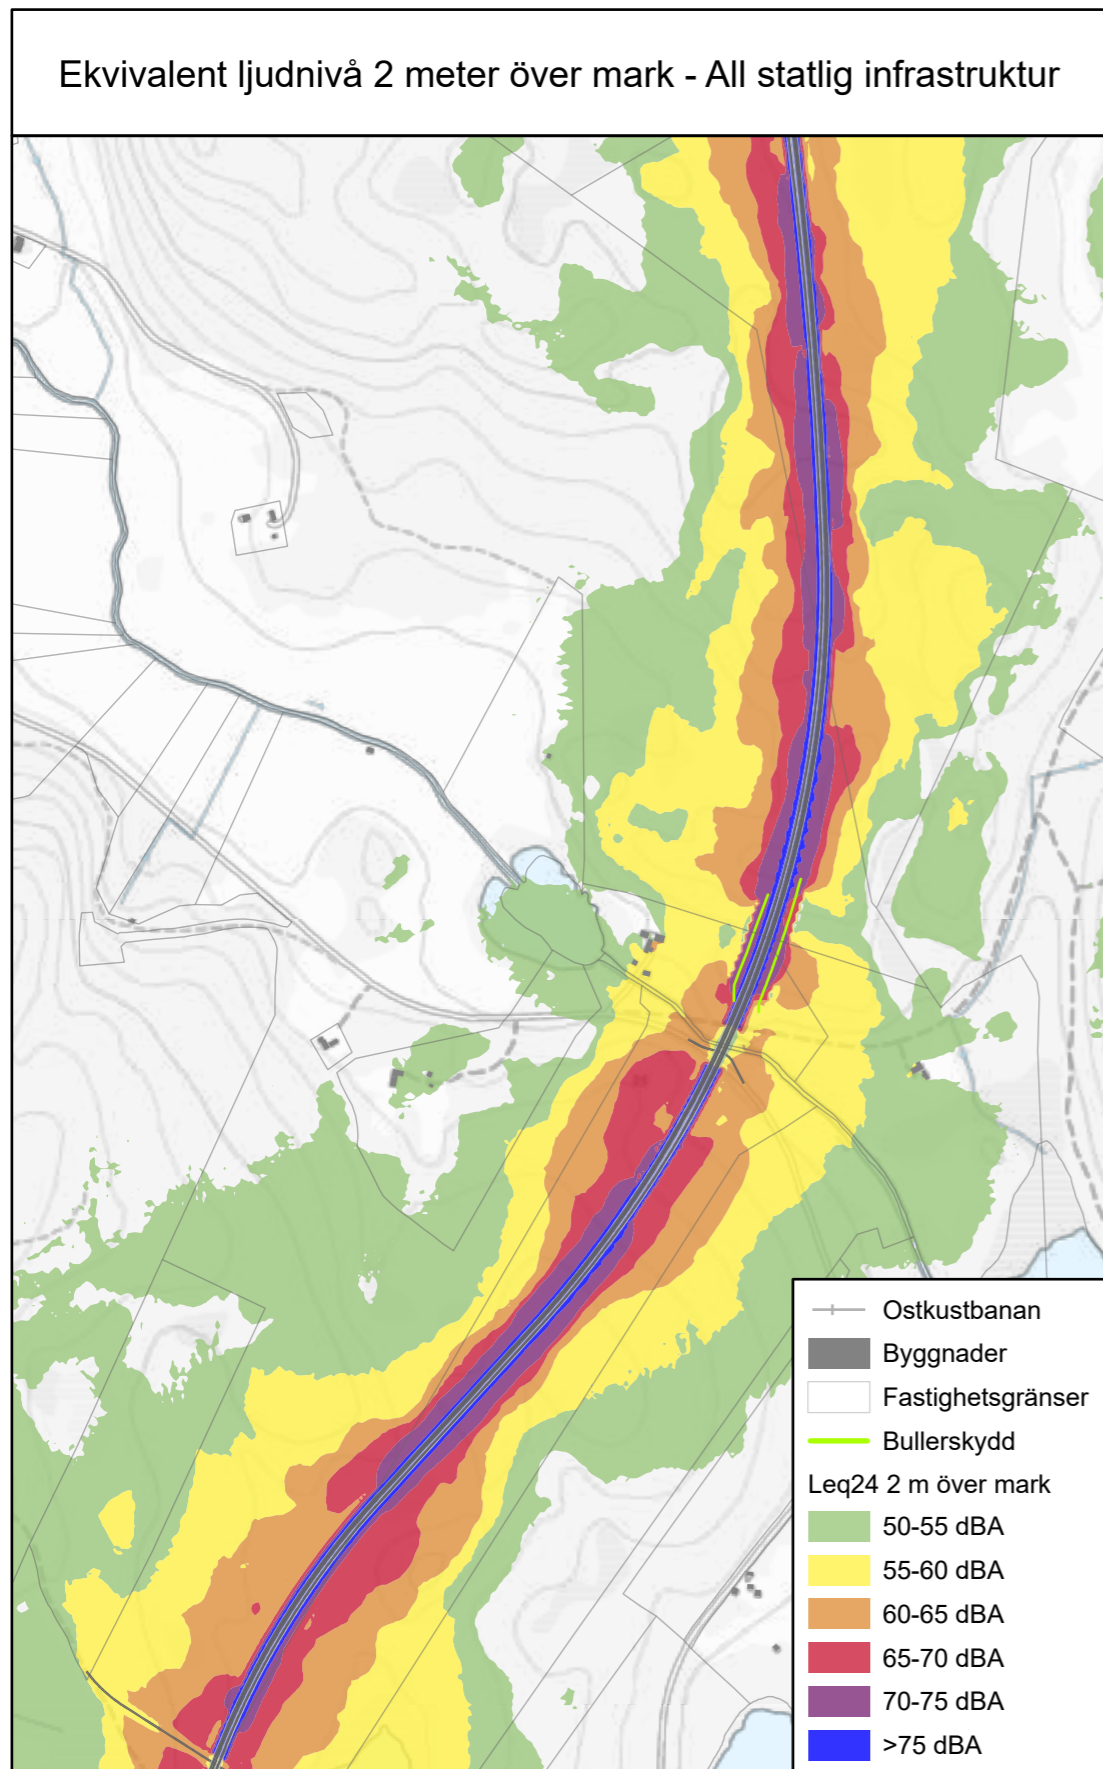 Ekvivalent ljudnivå 2 meter över mark - All statlig infrastruktur
Ostkustbanan
Byggnader
Fastighetsgränser
Bullerskydd
Leq24 2 m över mark
50-55 dBA
55-60 dBA
60-65 dBA
65-70 dBA
70-75 dBA
>75 dBA